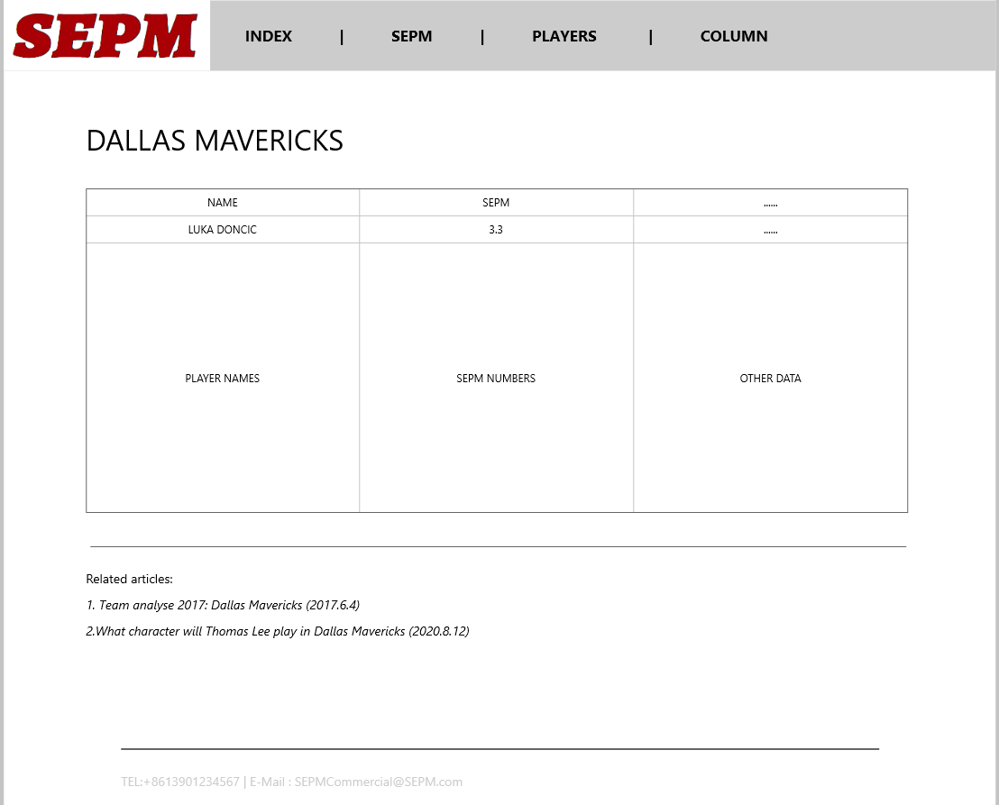 SEPM INDEX | SEPM | PLAYERS | COLUMN
DALLAS MAVERICKS
NAME SEPM ......
LUKA DONCIC 3.3 ......
PLAYER NAMES SEPM NUMBERS OTHER DATA
Related articles:
1. Team analyse 2017: Dallas Mavericks (2017.6.4)
2.What character will Thomas Lee play in Dallas Mavericks (2020.8.12)
TEL:+8613901234567 | E-Mail : SEPMCommercial@SEPM.com